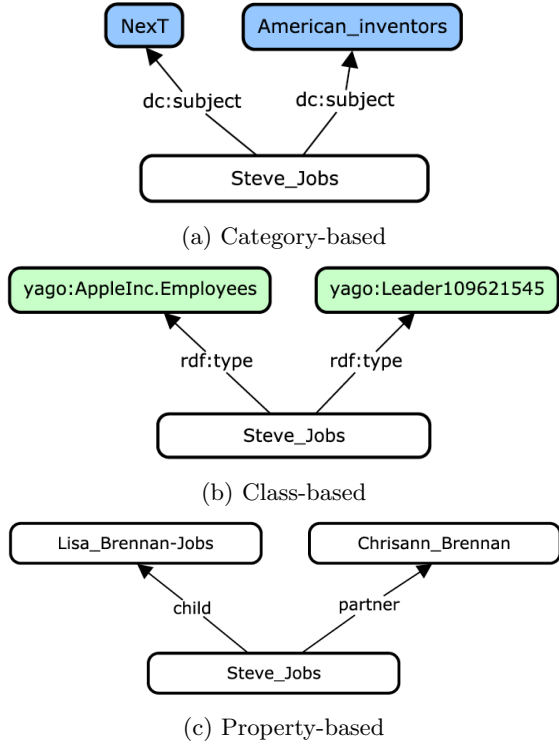 NexT
American_inventors
dc:subject
dc:subject
Steve_Jobs
(a) Category-based
yago:AppleInc.Employees
yago:Leader109621545
rdf:type
rdf:type
Steve_Jobs
(b) Class-based
Lisa_Brennan-Jobs
Chrisann_Brennan
child
partner
Steve_Jobs
(c) Property-based